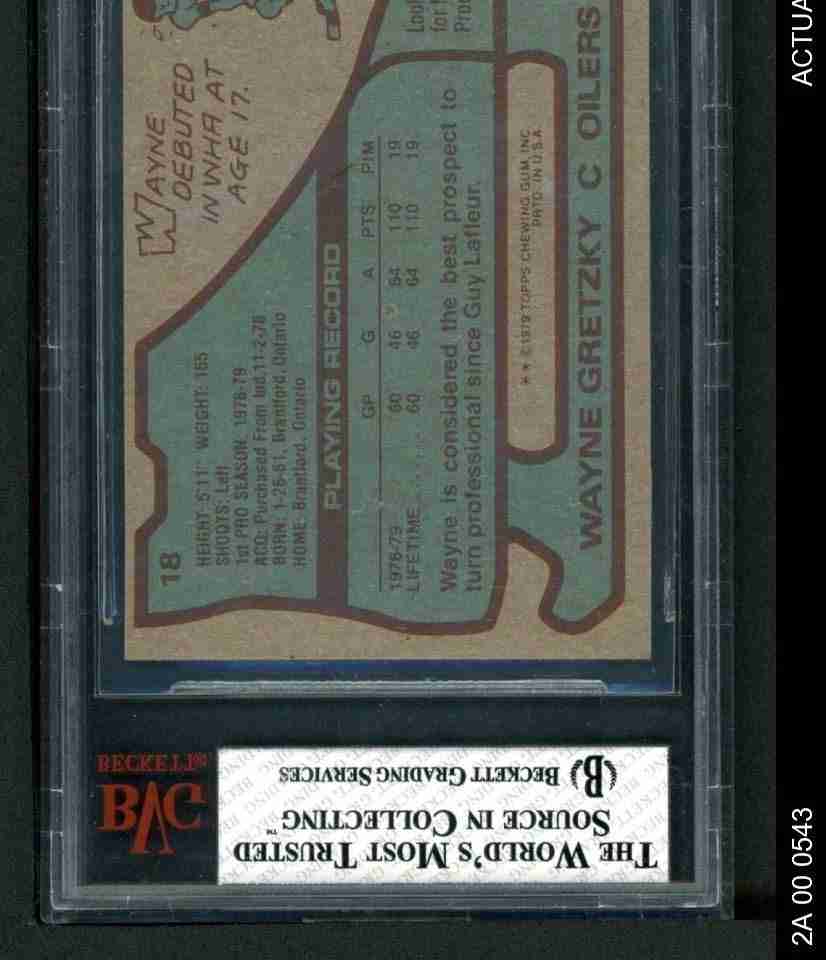 WAYNE
DEBUTED
IN WHA AT
AGE 17.
18
HEIGHT: 5'11" WEIGHT: 165
SHOOTS: Left
1st PRO SEASON: 1978-79
ACQ: Purchased From Ind. 11-2-78
BORN: 1-26-61, Brantford, Ontario
HOME: Brantford, Ontario
PLAYING RECORD
GP G A PTS PIM
1978-79 60 46 64 110 19
LIFETIME 60 46 64 110 19
Wayne is considered the best prospect to
turn professional since Guy Lafleur.
★★ ©1979 TOPPS CHEWING GUM, INC.
PRTD. IN U.S.A.
WAYNE GRETZKY C OILERS
THE WORLD'S MOST TRUSTED
SOURCE IN COLLECTING™
(B) BECKETT GRADING SERVICES
BECKETT®
BVG
2A 00 0543
ACTUA